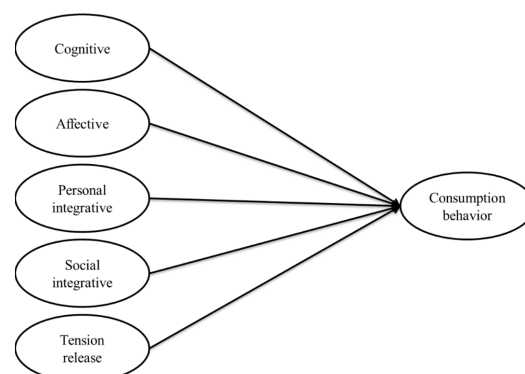 Cognitive
Affective
Personal
integrative
Social
integrative
Tension
release
Consumption
behavior